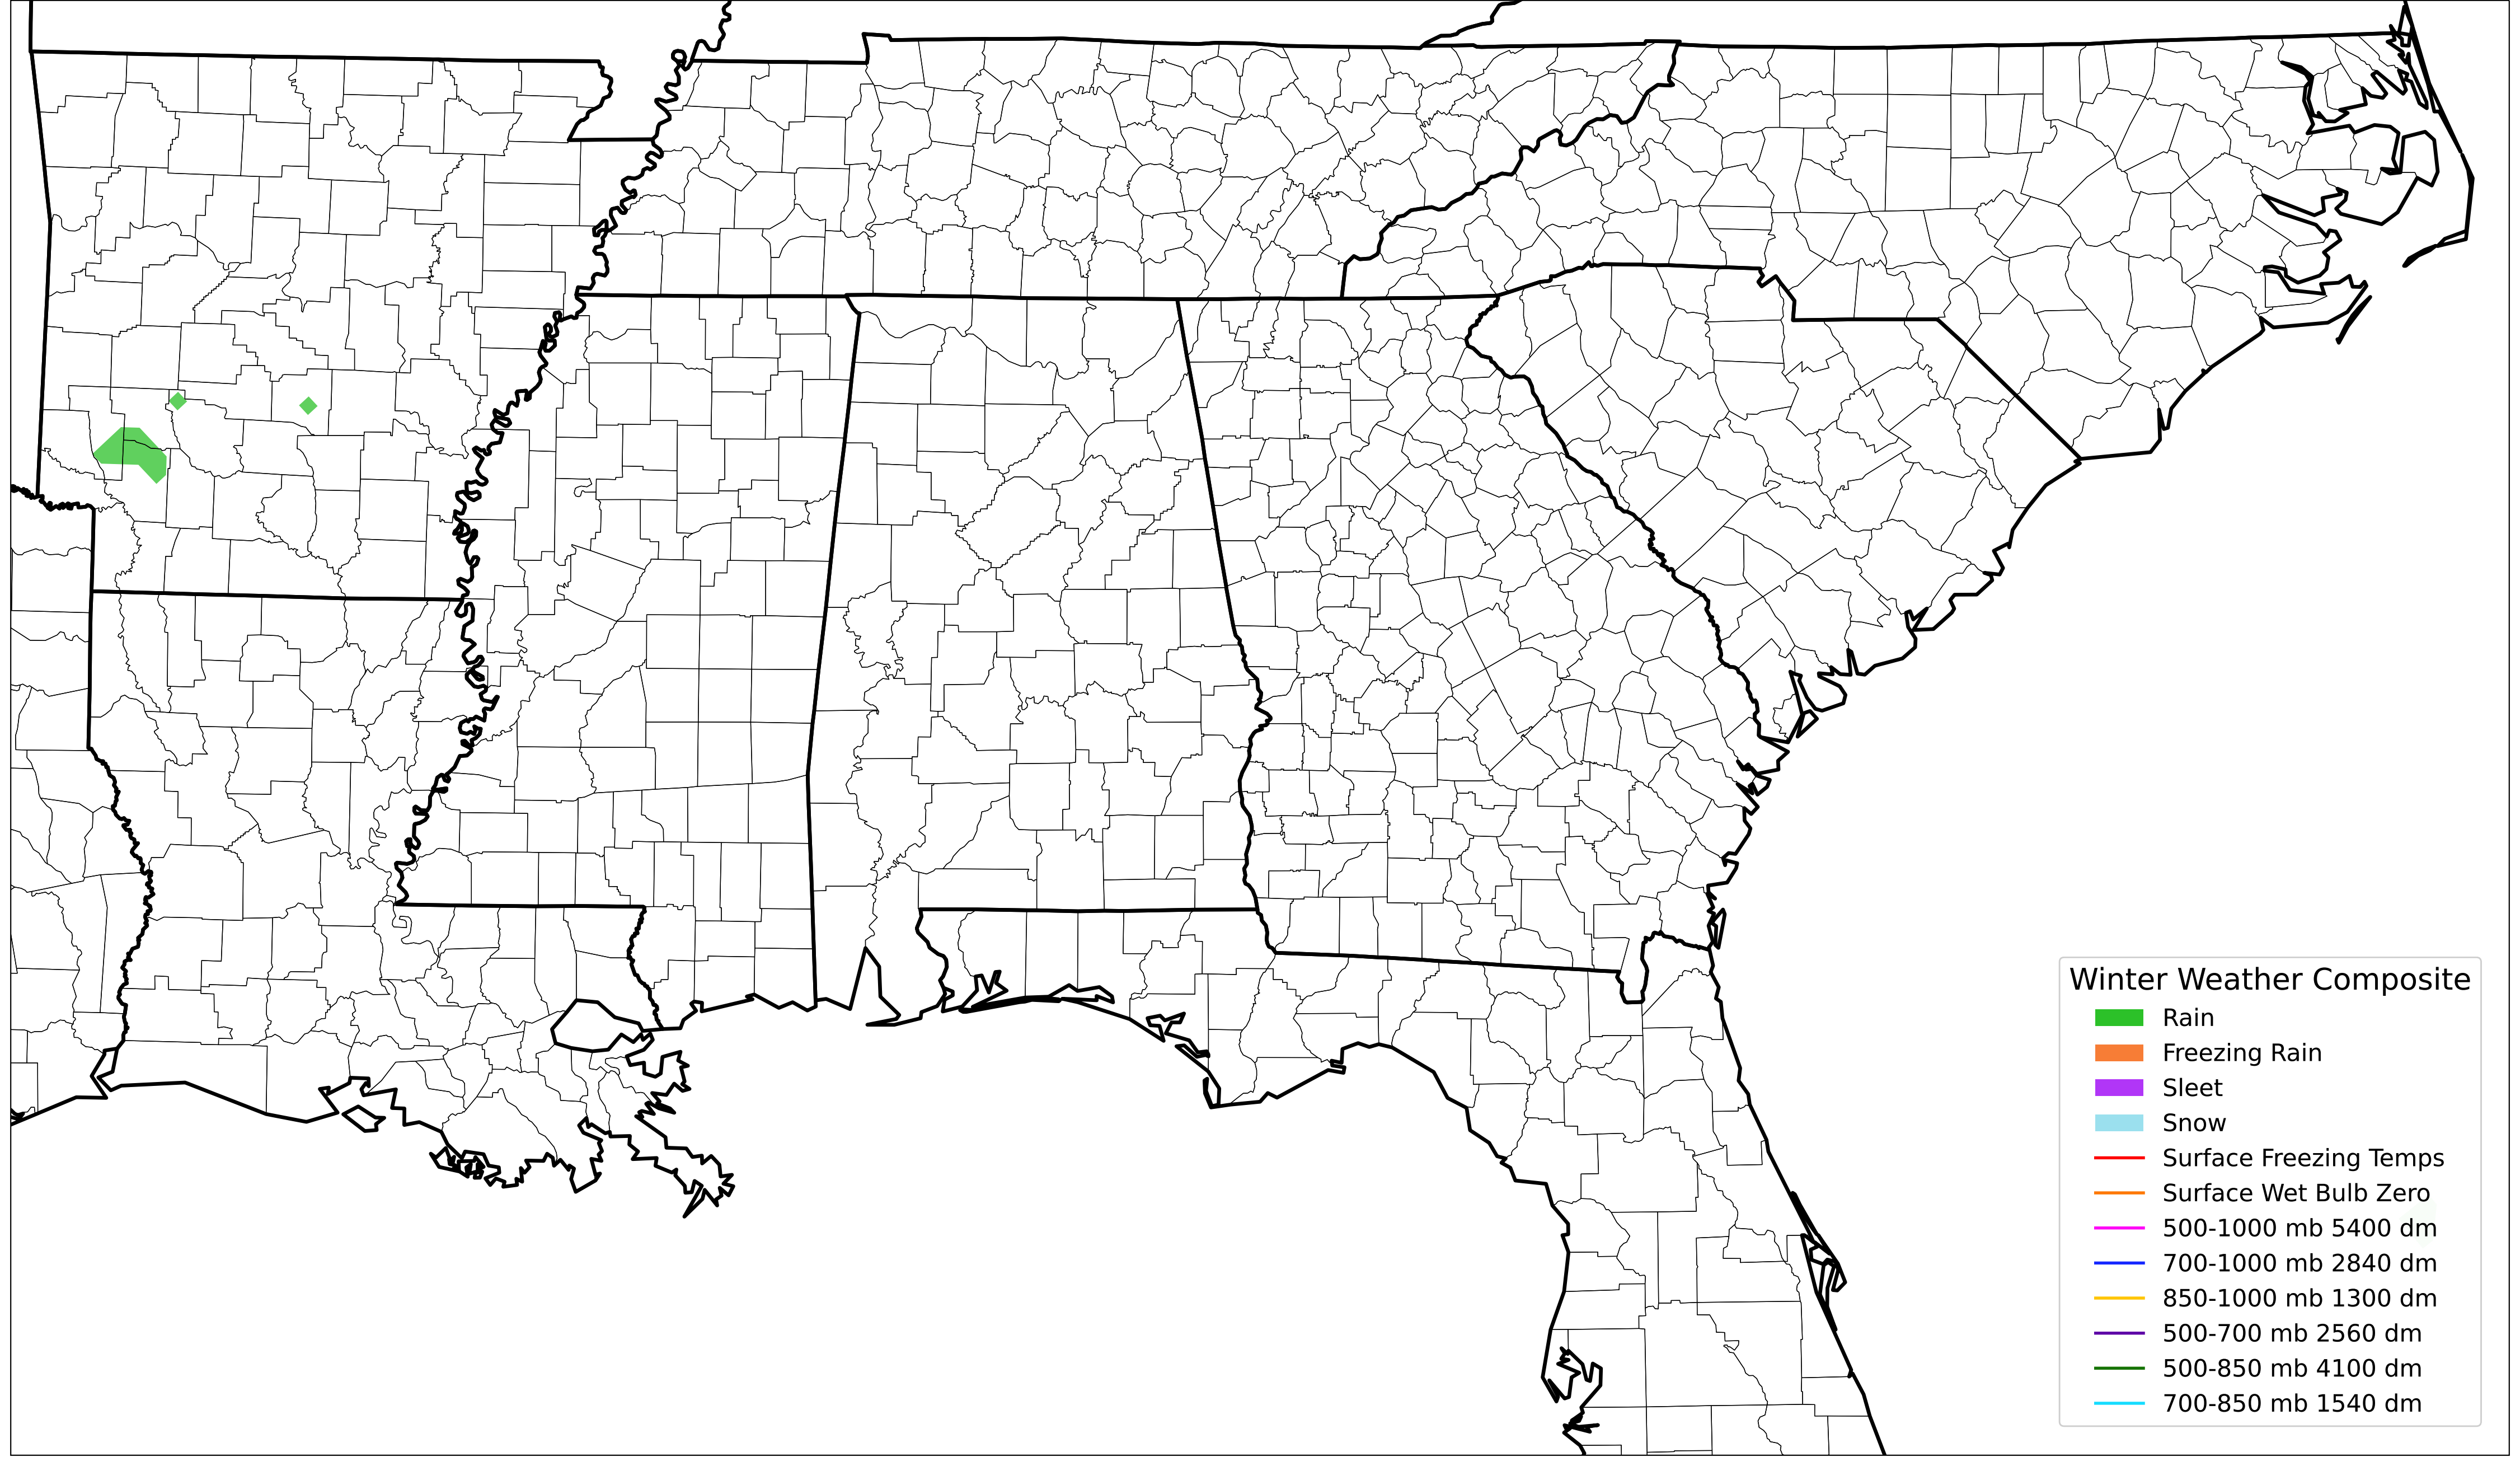 Winter Weather Composite
Rain
Freezing Rain
Sleet
Snow
Surface Freezing Temps
Surface Wet Bulb Zero
500-1000 mb 5400 dm
700-1000 mb 2840 dm
850-1000 mb 1300 dm
500-700 mb 2560 dm
500-850 mb 4100 dm
700-850 mb 1540 dm